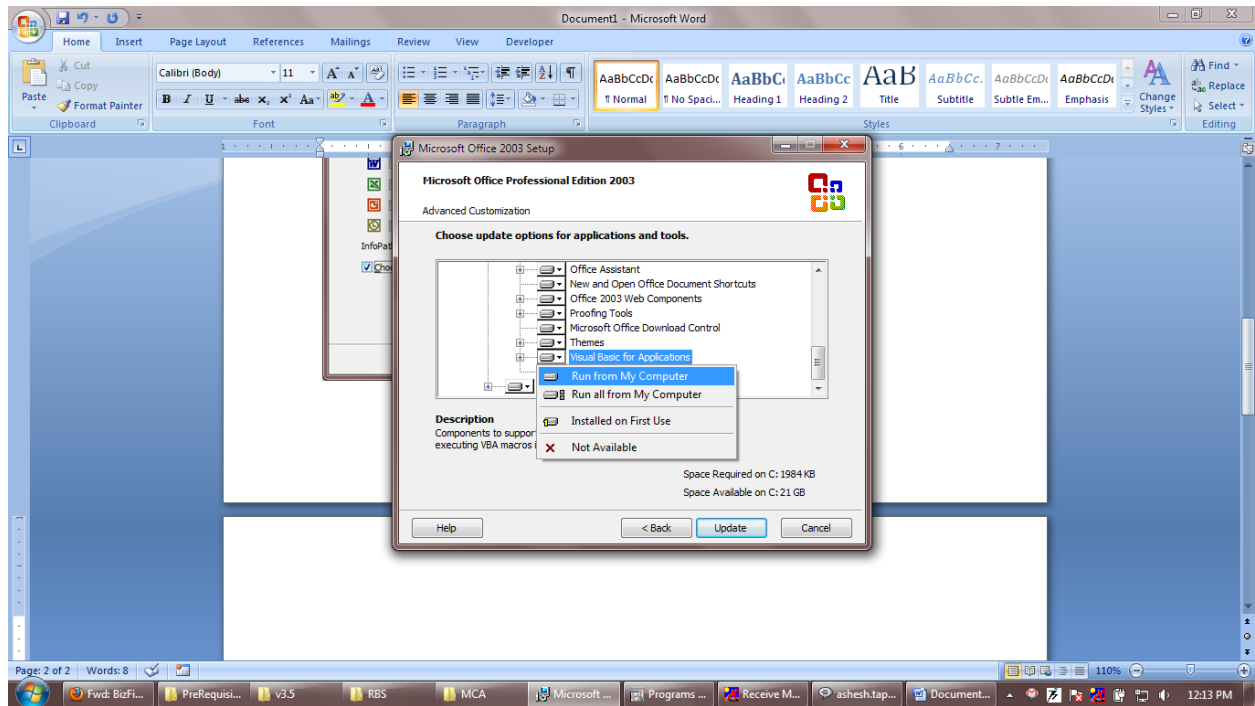 Document1 - Microsoft Word
Home Insert Page Layout References Mailings Review View Developer
Cut
Copy
Format Painter
Paste
Clipboard
Calibri (Body) 11
Font
Paragraph
AaBbCcDc AaBbCcDc AaBbC AaBbCc AaB AaBbCc. AaBbCcDc AaBbCcDc
¶ Normal ¶ No Spaci... Heading 1 Heading 2 Title Subtitle Subtle Em... Emphasis
Change Styles
Styles
Find
Replace
Select
Editing
1 6 7
InfoPat
Cho
Microsoft Office 2003 Setup
Microsoft Office Professional Edition 2003
Advanced Customization
Choose update options for applications and tools.
Office Assistant
New and Open Office Document Shortcuts
Office 2003 Web Components
Proofing Tools
Microsoft Office Download Control
Themes
Visual Basic for Applications
Run from My Computer
Run all from My Computer
Installed on First Use
Not Available
Description
Components to suppor
executing VBA macros i
Space Required on C: 1984 KB
Space Available on C: 21 GB
Help < Back Update Cancel
Page: 2 of 2 Words: 8 110%
Fwd: BizFi... PreRequisi... v3.5 RBS MCA Microsoft ... Programs ... Receive M... ashesh.tap... Document... 12:13 PM